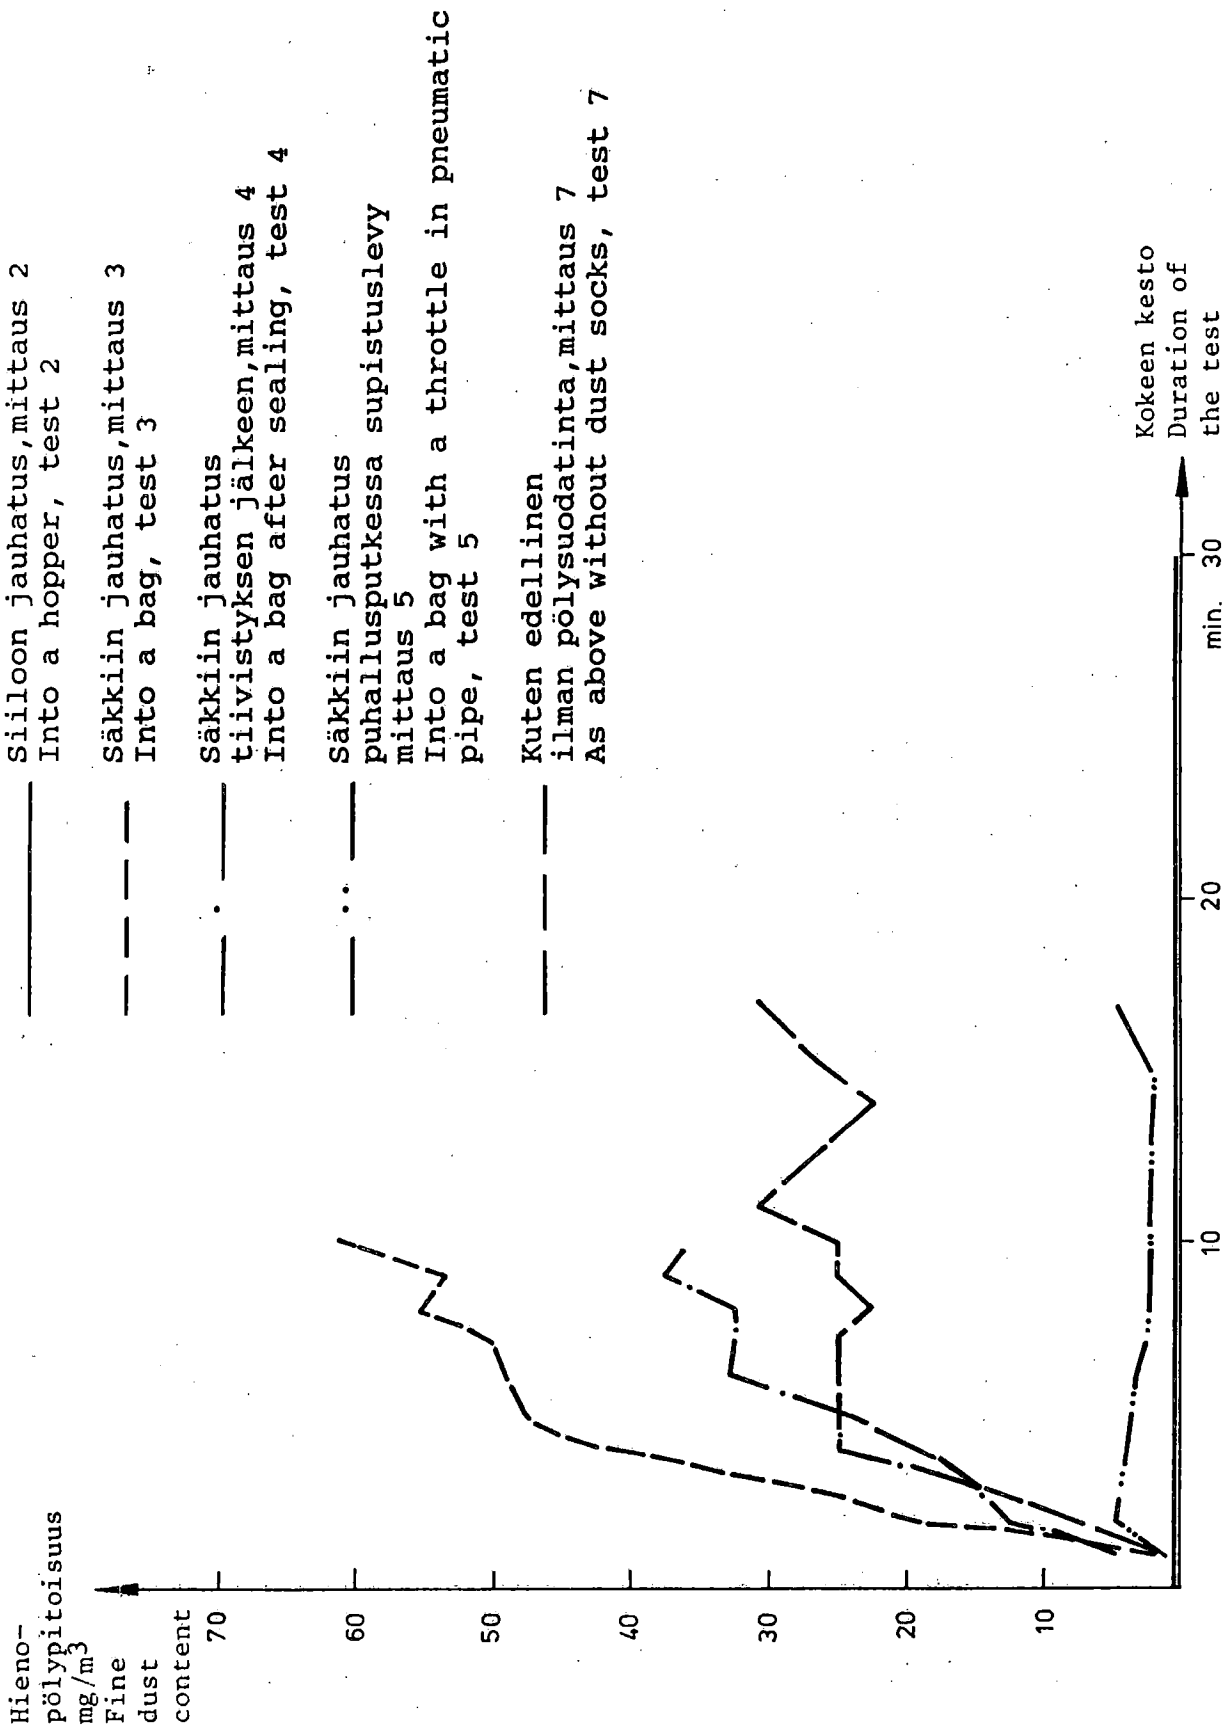 Hieno-
pölypitoisuus
mg/m³
Fine
dust
content
70
60
50
40
30
20
10
10
20
30
min.
Kokeen kesto
Duration of
the test
Siiloon jauhatus,mittaus 2
Into a hopper, test 2
Säkkiin jauhatus,mittaus 3
Into a bag, test 3
Säkkiin jauhatus
tiivistyksen jälkeen,mittaus 4
Into a bag after sealing, test 4
Säkkiin jauhatus
puhallusputkessa supistuslevy
mittaus 5
Into a bag with a throttle in pneumatic
pipe, test 5
Kuten edellinen
ilman pölysuodatinta,mittaus 7
As above without dust socks, test 7